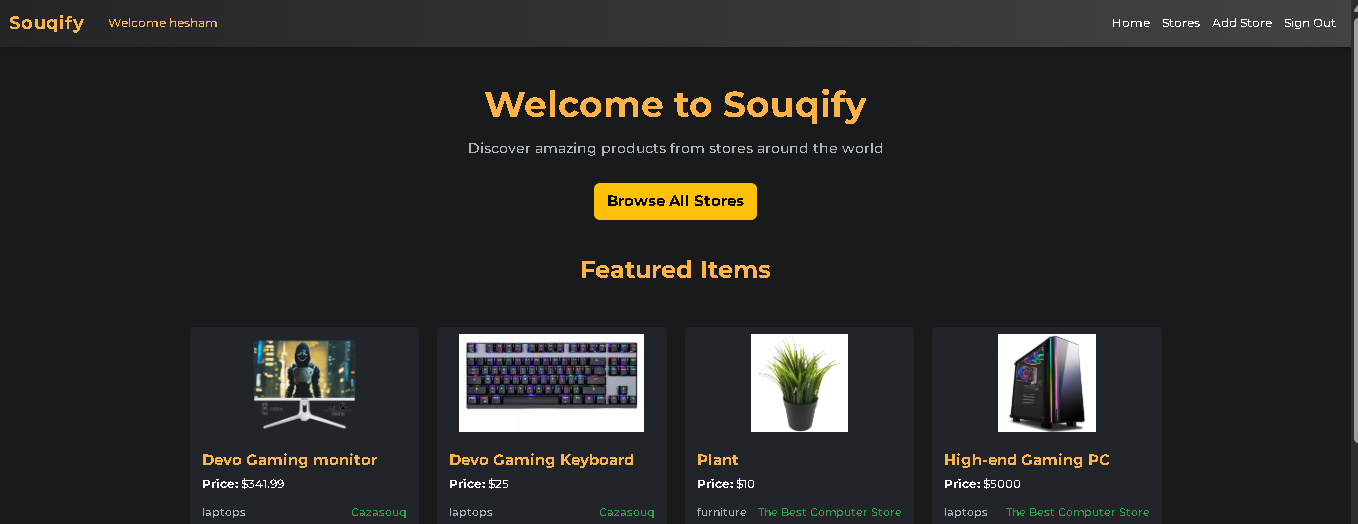 Souqify Welcome hesham Home Stores Add Store Sign Out
Welcome to Souqify
Discover amazing products from stores around the world
Browse All Stores
Featured Items
Devo Gaming monitor
Price: $341.99
laptops Cazasouq
Devo Gaming Keyboard
Price: $25
laptops Cazasouq
Plant
Price: $10
furniture The Best Computer Store
High-end Gaming PC
Price: $5000
laptops The Best Computer Store